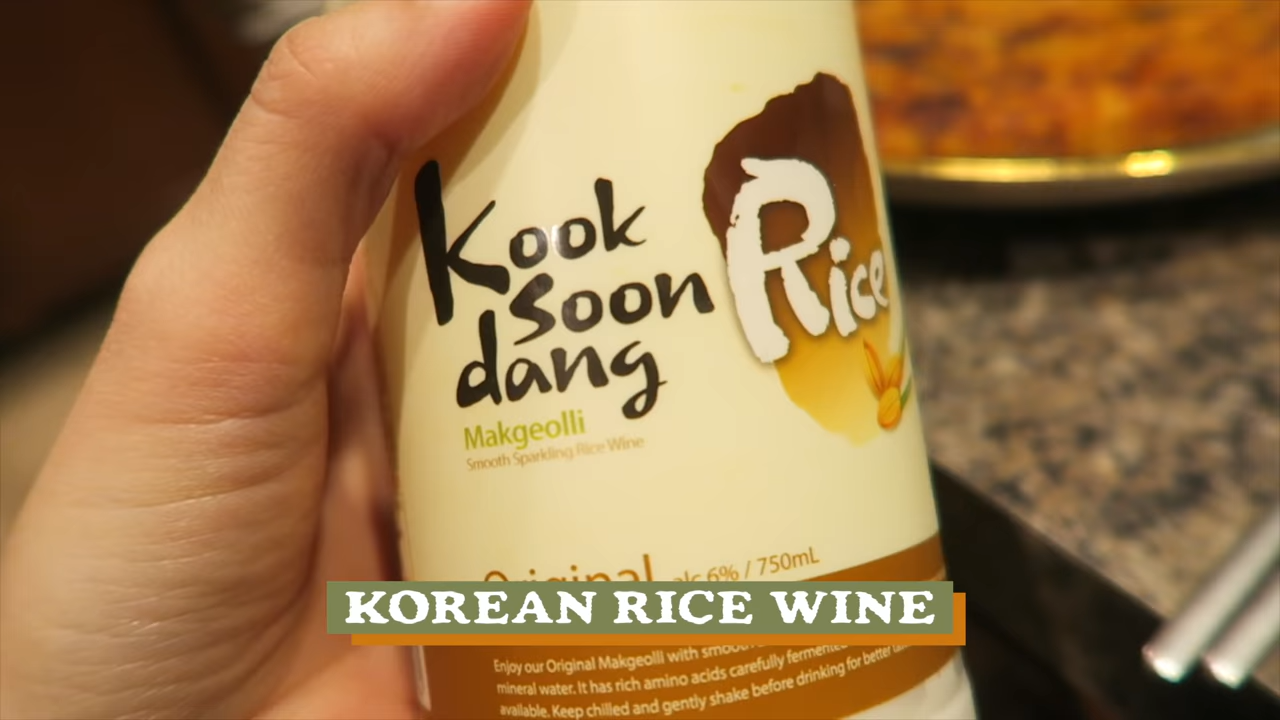 Kook
Soon
dang
Rice
Makgeolli
Smooth Sparkling Rice Wine
Original alc 6% / 750mL
KOREAN RICE WINE
Enjoy our Original Makgeolli with smooth
mineral water. It has rich amino acids carefully fermented
available. Keep chilled and gently shake before drinking for better